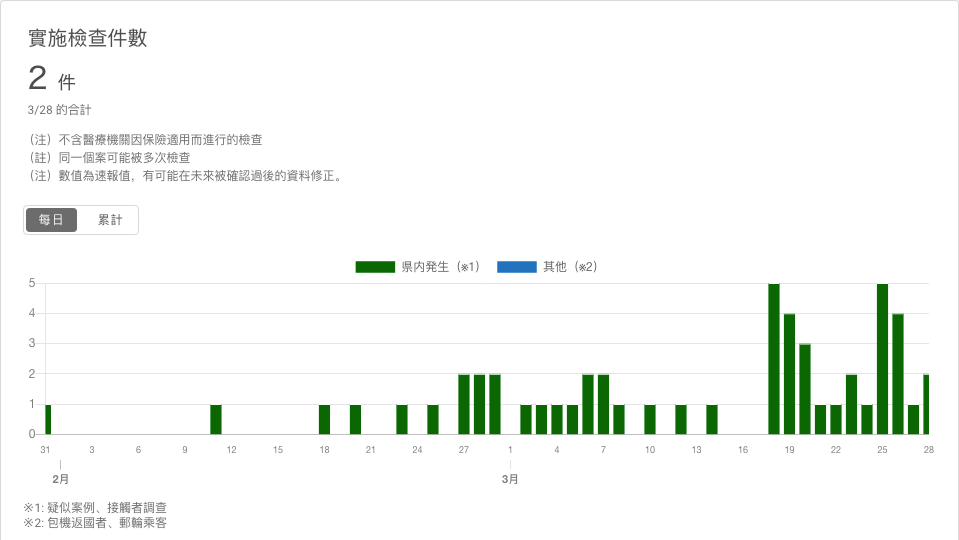 實施檢查件數
2 件
3/28 的合計
（注）不含醫療機關因保險適用而進行的檢查
（註）同一個案可能被多次檢查
（注）數值為速報值，有可能在未來被確認過後的資料修正。
每日 累計
県内発生（※1） 其他（※2）
5
4
3
2
1
0
31 3 6 9 12 15 18 21 24 27 1 4 7 10 13 16 19 22 25 28
2月 3月
※1: 疑似案例、接觸者調查
※2: 包機返國者、郵輪乘客